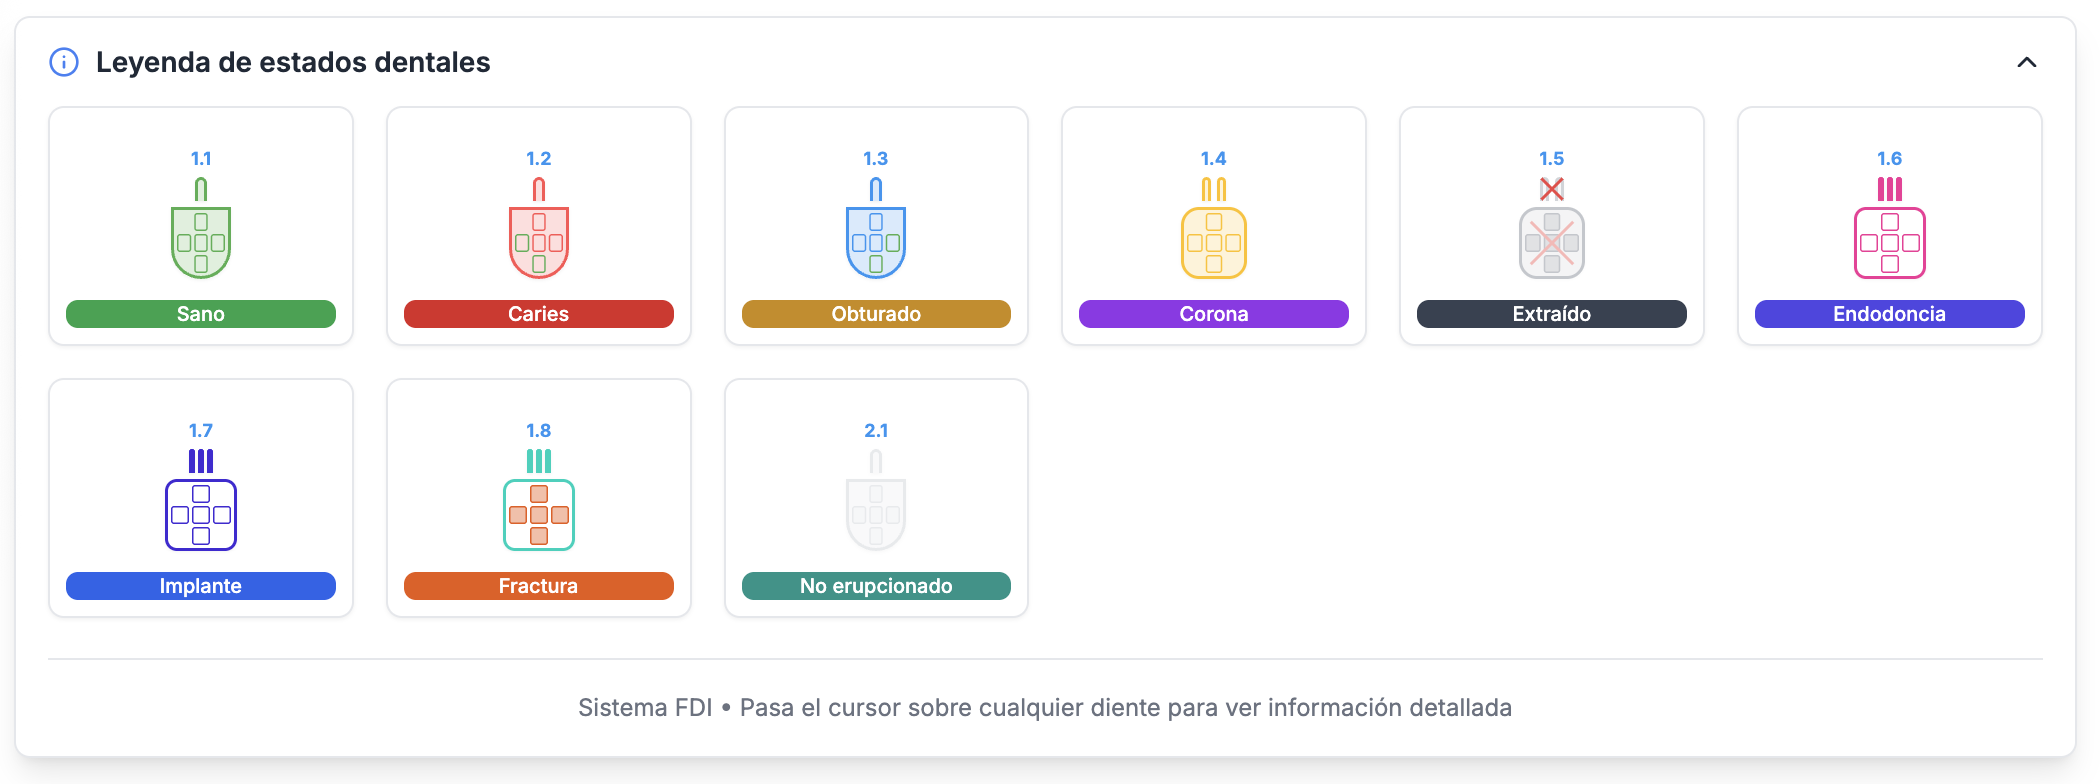 Leyenda de estados dentales
1.1
1.2
1.3
1.4
1.5
1.6
Sano
Caries
Obturado
Corona
Extraído
Endodoncia
1.7
1.8
2.1
Implante
Fractura
No erupcionado
Sistema FDI • Pasa el cursor sobre cualquier diente para ver información detallada